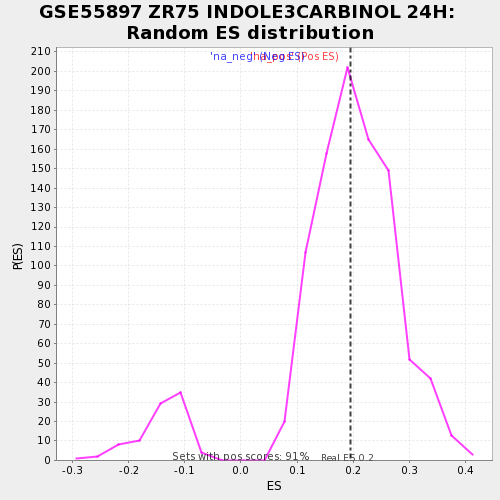 GSE55897 ZR75 INDOLE3CARBINOL 24H:
Random ES distribution
'na_neg' (Neg ES) 'na_pos' (Pos ES)
210
200
190
180
170
160
150
140
130
120
110
100
90
80
70
60
50
40
30
20
10
0
P(ES)
Sets with pos scores: 91%
Real ES 0.2
-0.3 -0.2 -0.1 0.0 0.1 0.2 0.3 0.4
ES